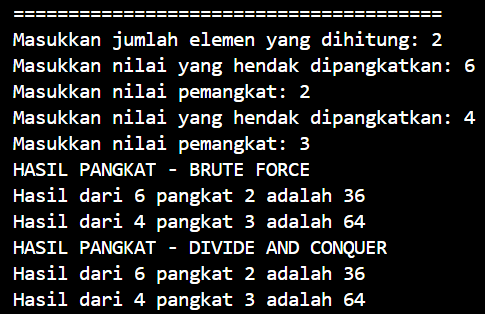 =======================================
Masukkan jumlah elemen yang dihitung: 2
Masukkan nilai yang hendak dipangkatkan: 6
Masukkan nilai pemangkat: 2
Masukkan nilai yang hendak dipangkatkan: 4
Masukkan nilai pemangkat: 3
HASIL PANGKAT - BRUTE FORCE
Hasil dari 6 pangkat 2 adalah 36
Hasil dari 4 pangkat 3 adalah 64
HASIL PANGKAT - DIVIDE AND CONQUER
Hasil dari 6 pangkat 2 adalah 36
Hasil dari 4 pangkat 3 adalah 64